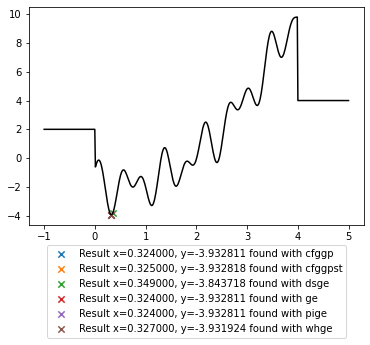 10
8
6
4
2
0
−2
−4
−1 0 1 2 3 4 5
Result x=0.324000, y=-3.932811 found with cfggp
Result x=0.325000, y=-3.932818 found with cfggpst
Result x=0.349000, y=-3.843718 found with dsge
Result x=0.324000, y=-3.932811 found with ge
Result x=0.324000, y=-3.932811 found with pige
Result x=0.327000, y=-3.931924 found with whge